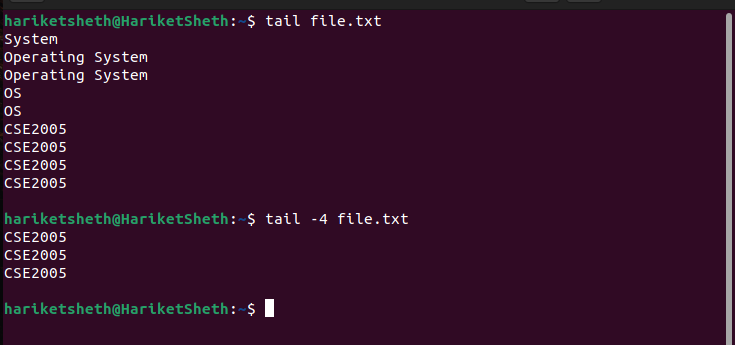 hariketsheth@HariketSheth:~$ tail file.txt
System
Operating System
Operating System
OS
OS
CSE2005
CSE2005
CSE2005
CSE2005

hariketsheth@HariketSheth:~$ tail -4 file.txt
CSE2005
CSE2005
CSE2005

hariketsheth@HariketSheth:~$